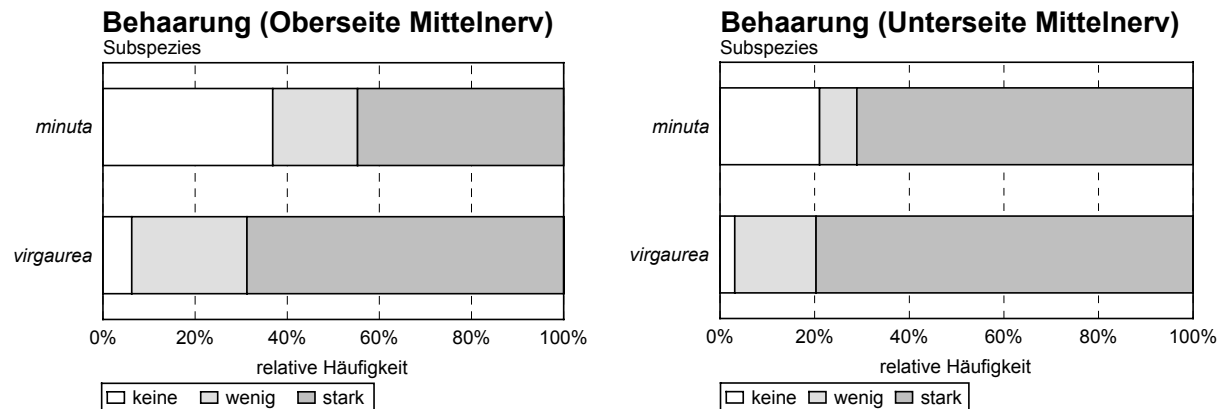 Behaarung (Oberseite Mittelnerv)
Subspezies
minuta
virgaurea
0% 20% 40% 60% 80% 100%
relative Häufigkeit
keine wenig stark
Behaarung (Unterseite Mittelnerv)
Subspezies
minuta
virgaurea
0% 20% 40% 60% 80% 100%
relative Häufigkeit
keine wenig stark